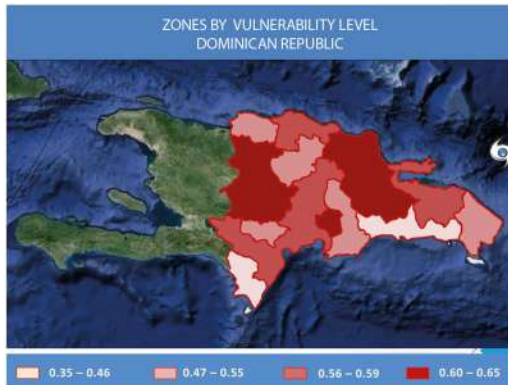 ZONES BY VULNERABILITY LEVEL
DOMINICAN REPUBLIC
0.35 – 0.46 0.47 – 0.55 0.56 – 0.59 0.60 – 0.65